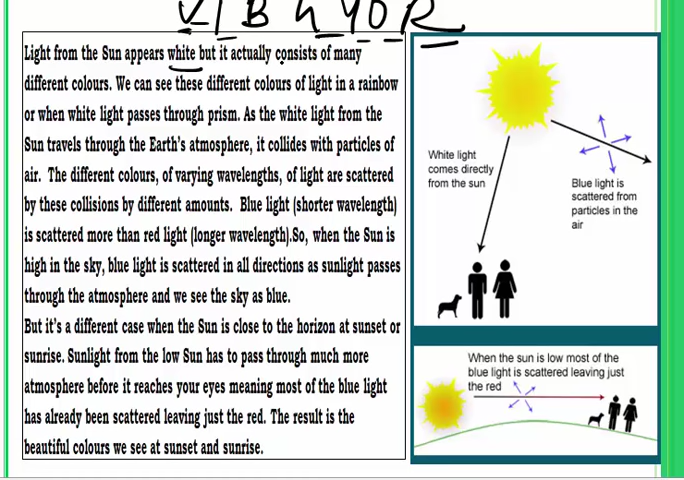 VIBGYOR
Light from the Sun appears white but it actually consists of many
different colours. We can see these different colours of light in a rainbow
or when white light passes through prism. As the white light from the
Sun travels through the Earth's atmosphere, it collides with particles of
air. The different colours, of varying wavelengths, of light are scattered
by these collisions by different amounts. Blue light (shorter wavelength)
is scattered more than red light (longer wavelength).So, when the Sun is
high in the sky, blue light is scattered in all directions as sunlight passes
through the atmosphere and we see the sky as blue.
But it's a different case when the Sun is close to the horizon at sunset or
sunrise. Sunlight from the low Sun has to pass through much more
atmosphere before it reaches your eyes meaning most of the blue light
has already been scattered leaving just the red. The result is the
beautiful colours we see at sunset and sunrise.
White light
comes directly
from the sun
Blue light is
scattered from
particles in the
air
When the sun is low most of the
blue light is scattered leaving just
the red